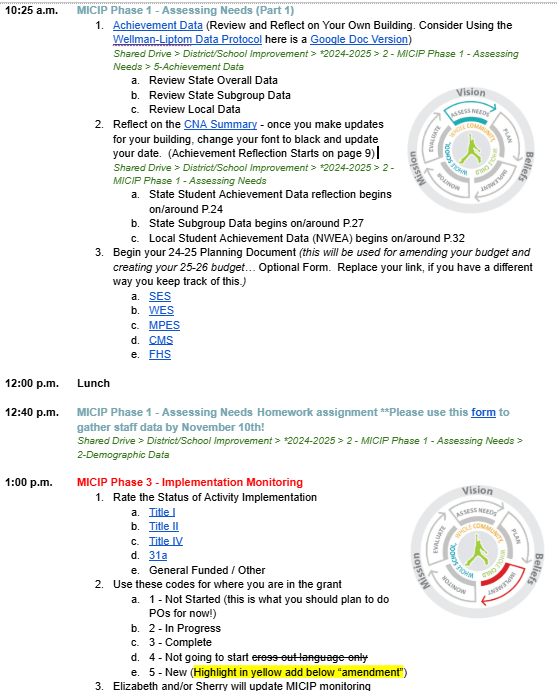 10:25 a.m. MICIP Phase 1 - Assessing Needs (Part 1)
1. Achievement Data (Review and Reflect on Your Own Building. Consider Using the
Wellman-Liptom Data Protocol here is a Google Doc Version)
Shared Drive > District/School Improvement > *2024-2025 > 2 - MICIP Phase 1 - Assessing
Needs > 5-Achievement Data
a. Review State Overall Data
b. Review State Subgroup Data
c. Review Local Data
2. Reflect on the CNA Summary - once you make updates
for your building, change your font to black and update
your date. (Achievement Reflection Starts on page 9)
Shared Drive > District/School Improvement > *2024-2025 > 2 -
MICIP Phase 1 - Assessing Needs
a. State Student Achievement Data reflection begins
on/around P.24
b. State Subgroup Data begins on/around P.27
c. Local Student Achievement Data (NWEA) begins on/around P.32
Vision
Beliefs
Mission
ASSESS NEEDS
PLAN
IMPLEMENT
MONITOR
EVALUATE
WHOLE COMMUNITY
WHOLE CHILD
WHOLE SCHOOL
3. Begin your 24-25 Planning Document (this will be used for amending your budget and
creating your 25-26 budget… Optional Form. Replace your link, if you have a different
way you keep track of this.)
a. SES
b. WES
c. MPES
d. CMS
e. FHS
12:00 p.m. Lunch
12:40 p.m. MICIP Phase 1 - Assessing Needs Homework assignment **Please use this form to
gather staff data by November 10th!
Shared Drive > District/School Improvement > *2024-2025 > 2 - MICIP Phase 1 - Assessing Needs >
2-Demographic Data
1:00 p.m. MICIP Phase 3 - Implementation Monitoring
1. Rate the Status of Activity Implementation
a. Title I
b. Title II
c. Title IV
d. 31a
e. General Funded / Other
2. Use these codes for where you are in the grant
a. 1 - Not Started (this is what you should plan to do
POs for now!)
b. 2 - In Progress
c. 3 - Complete
d. 4 - Not going to start cross out language only
e. 5 - New (Highlight in yellow add below "amendment")
3. Elizabeth and/or Sherry will update MICIP monitoring
Vision
Beliefs
Mission
ASSESS NEEDS
PLAN
IMPLEMENT
MONITOR
EVALUATE
WHOLE COMMUNITY
WHOLE CHILD
WHOLE SCHOOL